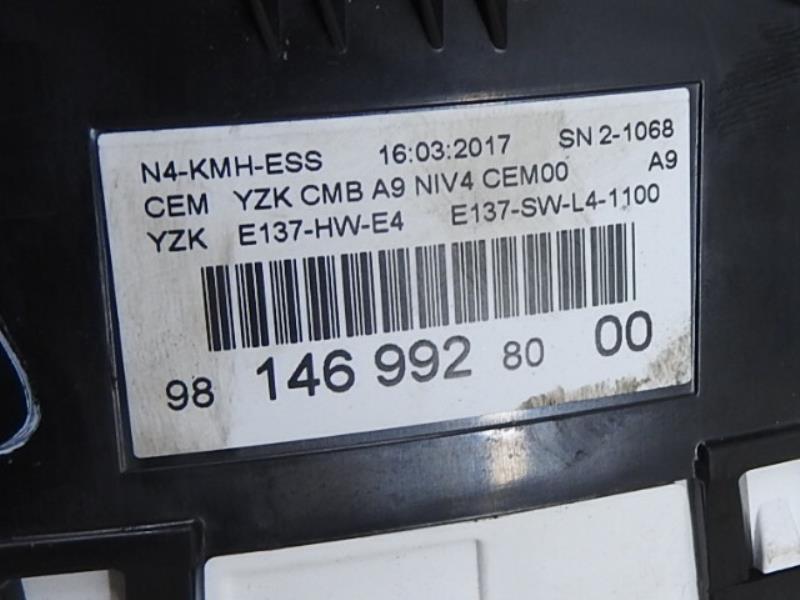 N4-KMH-ESS 16:03:2017 SN 2-1068
CEM YZK CMB A9 NIV4 CEM00 A9
YZK E137-HW-E4 E137-SW-L4-1100
98 146 992 80 00